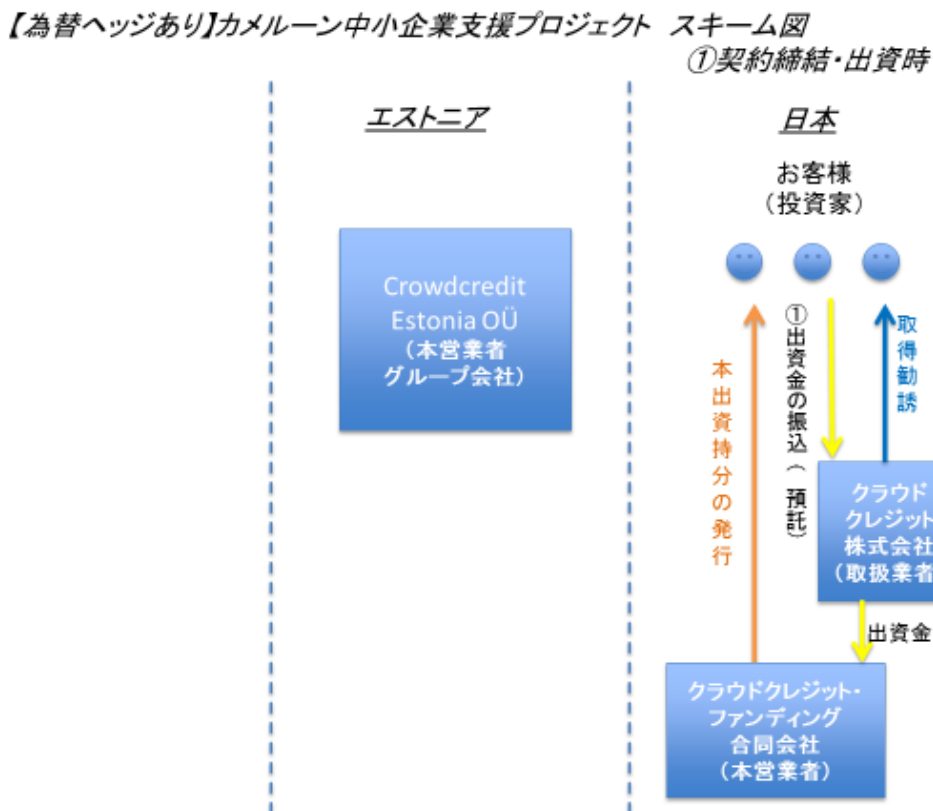 【為替ヘッジあり】カメルーン中小企業支援プロジェクト　スキーム図
①契約締結・出資時
エストニア
日本
お客様
（投資家）
Crowdcredit
Estonia OÜ
（本営業者
グループ会社）
本出資持分の発行
①出資金の振込（預託）
取得勧誘
クラウド
クレジット
株式会社
（取扱業者
出資金
クラウドクレジット・
ファンディング
合同会社
（本営業者）